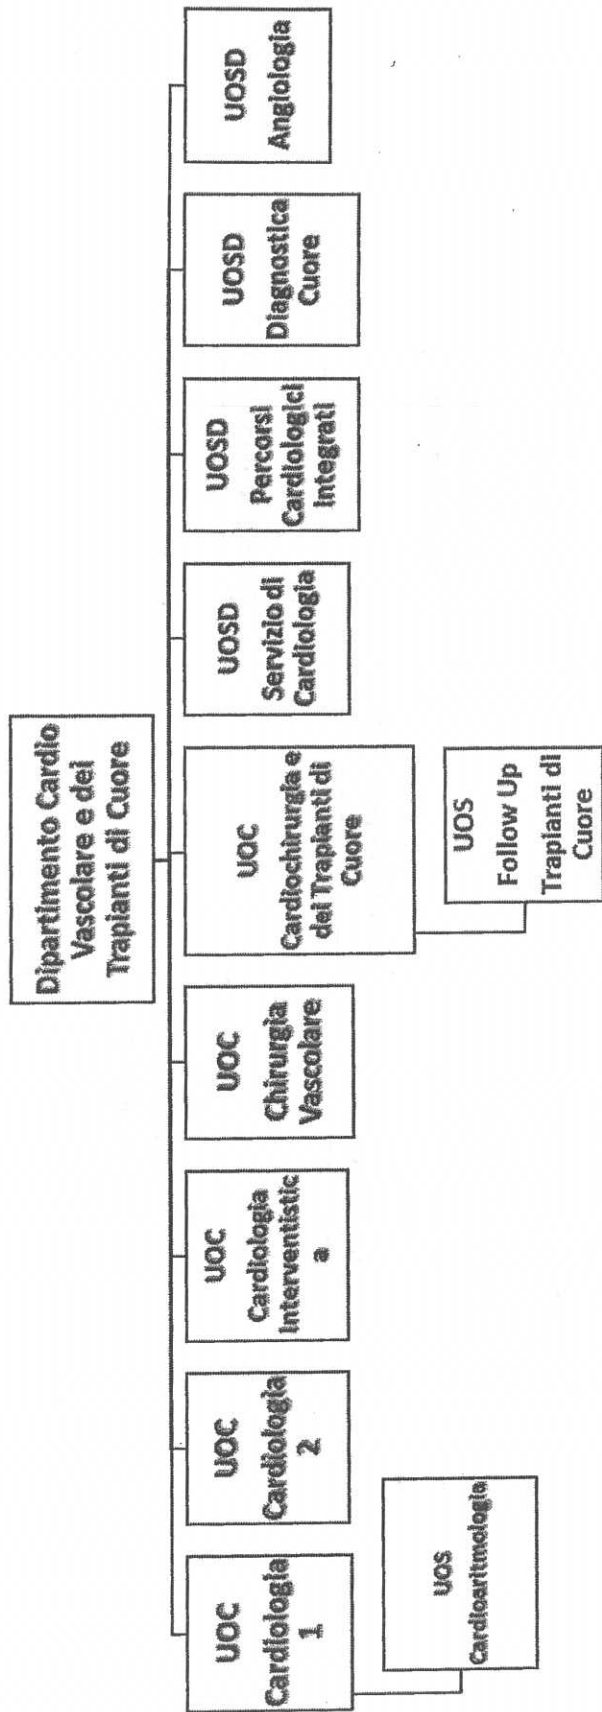 Dipartimento Cardio
Vascolare e dei
Trapianti di Cuore
UOC
Cardiologia
1
UOC
Cardiologia
2
UOC
Cardiologia
Interventistic
a
UOC
Chirurgia
Vascolare
UOC
Cardiochirurgia e
dei Trapianti di
Cuore
UOSD
Servizio di
Cardiologia
UOSD
Percorsi
Cardiologici
Integrati
UOSD
Diagnostica
Cuore
UOSD
Angiologia
UOS
Cardioaritmologia
UOS
Follow Up
Trapianti di
Cuore